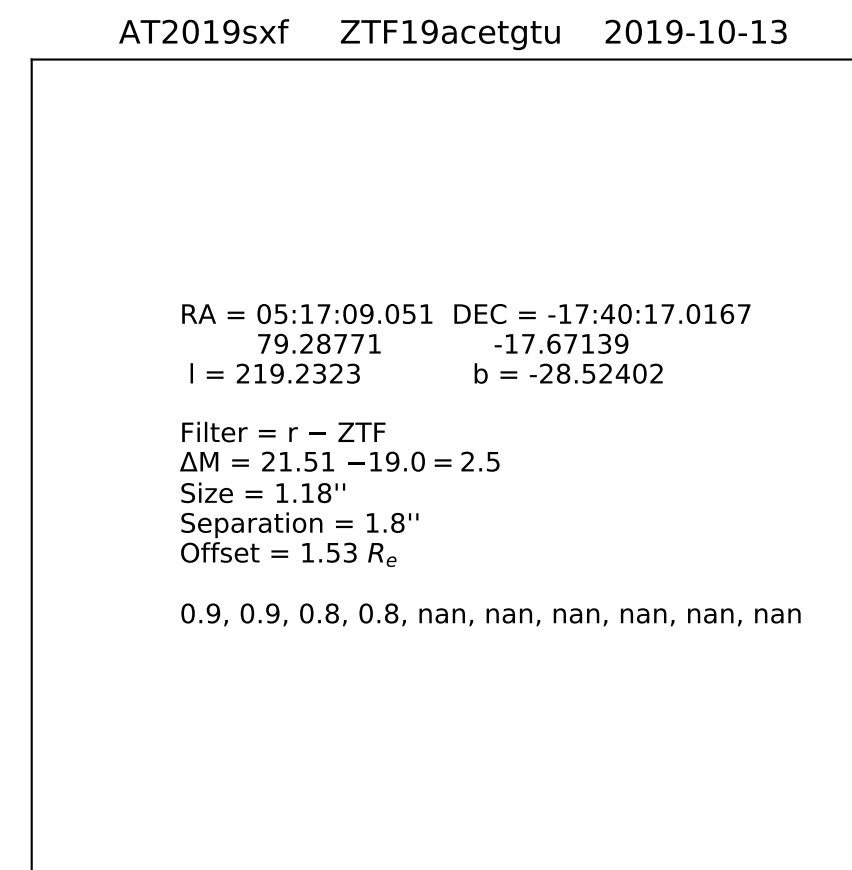 AT2019sxf ZTF19acetgtu 2019-10-13
RA = 05:17:09.051 DEC = -17:40:17.0167
79.28771 -17.67139
l = 219.2323 b = -28.52402
Filter = r − ZTF
ΔM = 21.51 −19.0 = 2.5
Size = 1.18''
Separation = 1.8''
Offset = 1.53 Rₑ
0.9, 0.9, 0.8, 0.8, nan, nan, nan, nan, nan, nan